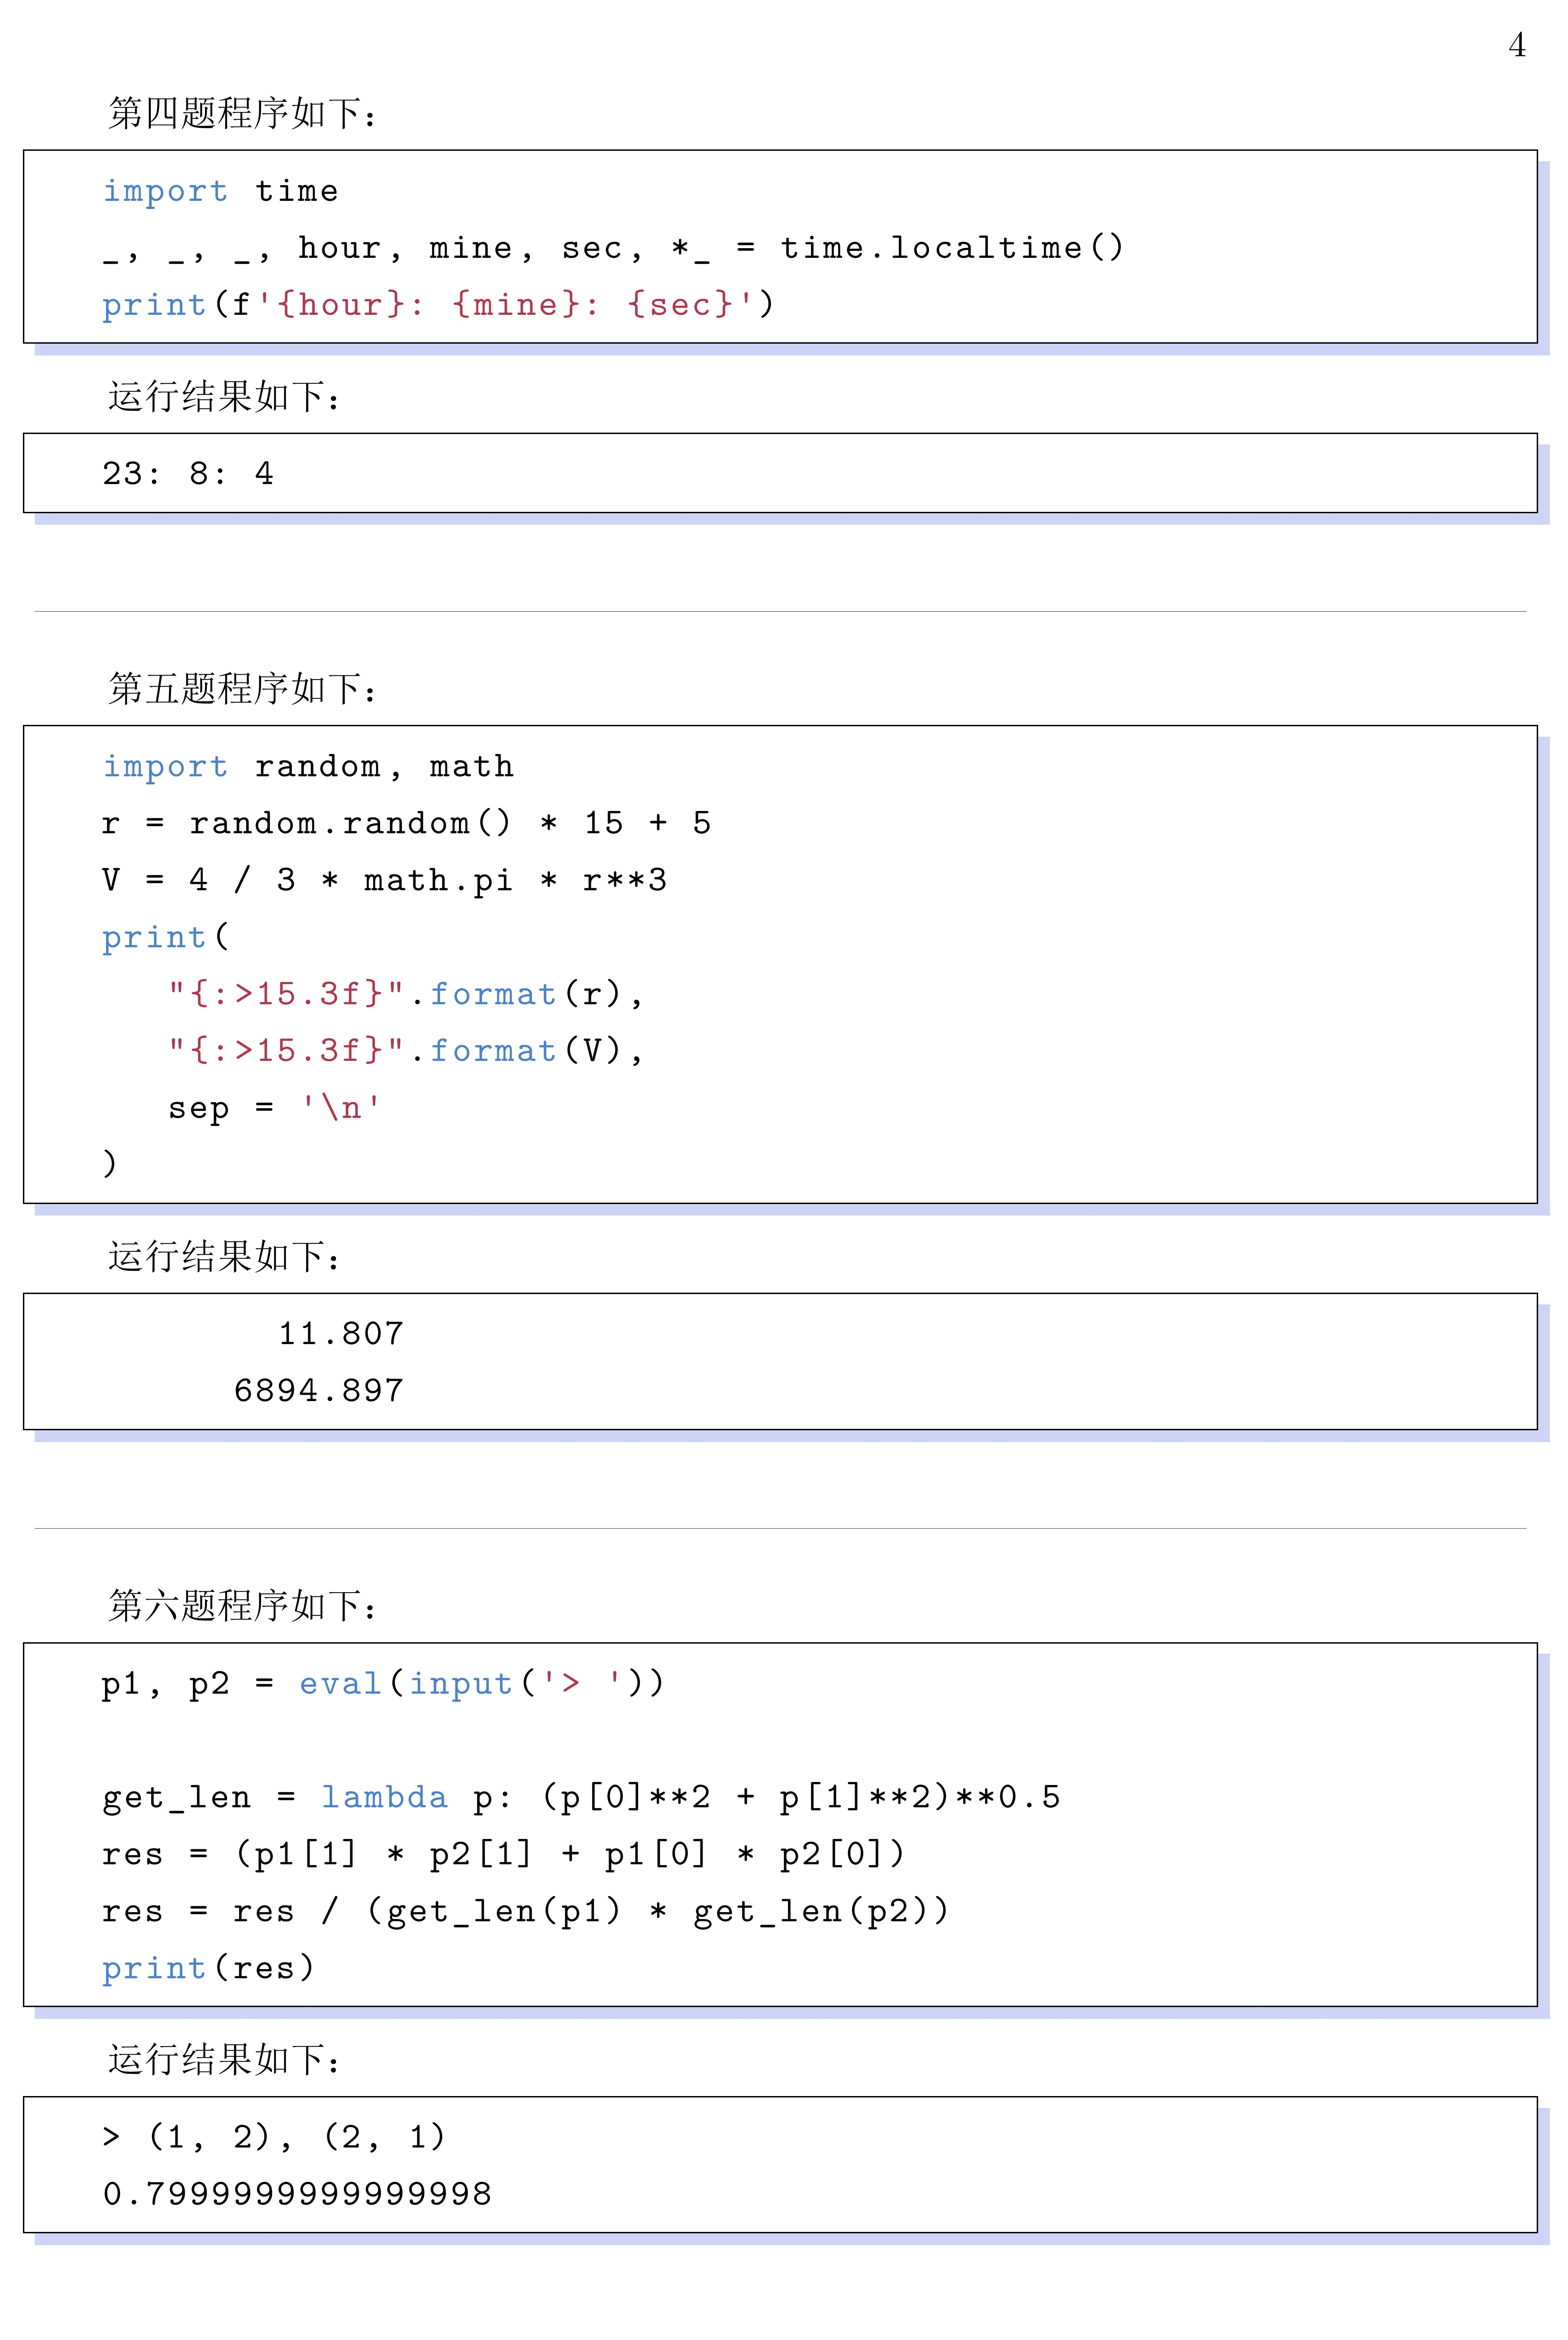 4
第四题程序如下：
import time
_, _, _, hour, mine, sec, *_ = time.localtime()
print(f'{hour}: {mine}: {sec}')
运行结果如下：
23: 8: 4
第五题程序如下：
import random, math
r = random.random() * 15 + 5
V = 4 / 3 * math.pi * r**3
print(
   "{:>15.3f}".format(r),
   "{:>15.3f}".format(V),
   sep = '\n'
)
运行结果如下：
        11.807
      6894.897
第六题程序如下：
p1, p2 = eval(input('> '))
get_len = lambda p: (p[0]**2 + p[1]**2)**0.5
res = (p1[1] * p2[1] + p1[0] * p2[0])
res = res / (get_len(p1) * get_len(p2))
print(res)
运行结果如下：
> (1, 2), (2, 1)
0.7999999999999998